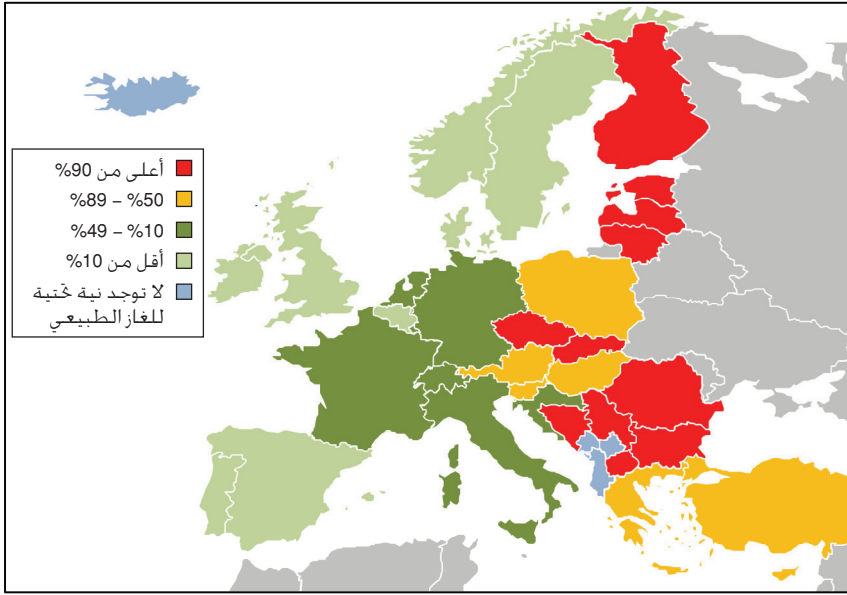 أعلى من 90%
50% – 89%
10% – 49%
أقل من 10%
لا توجد نية تحتية
للغاز الطبيعي